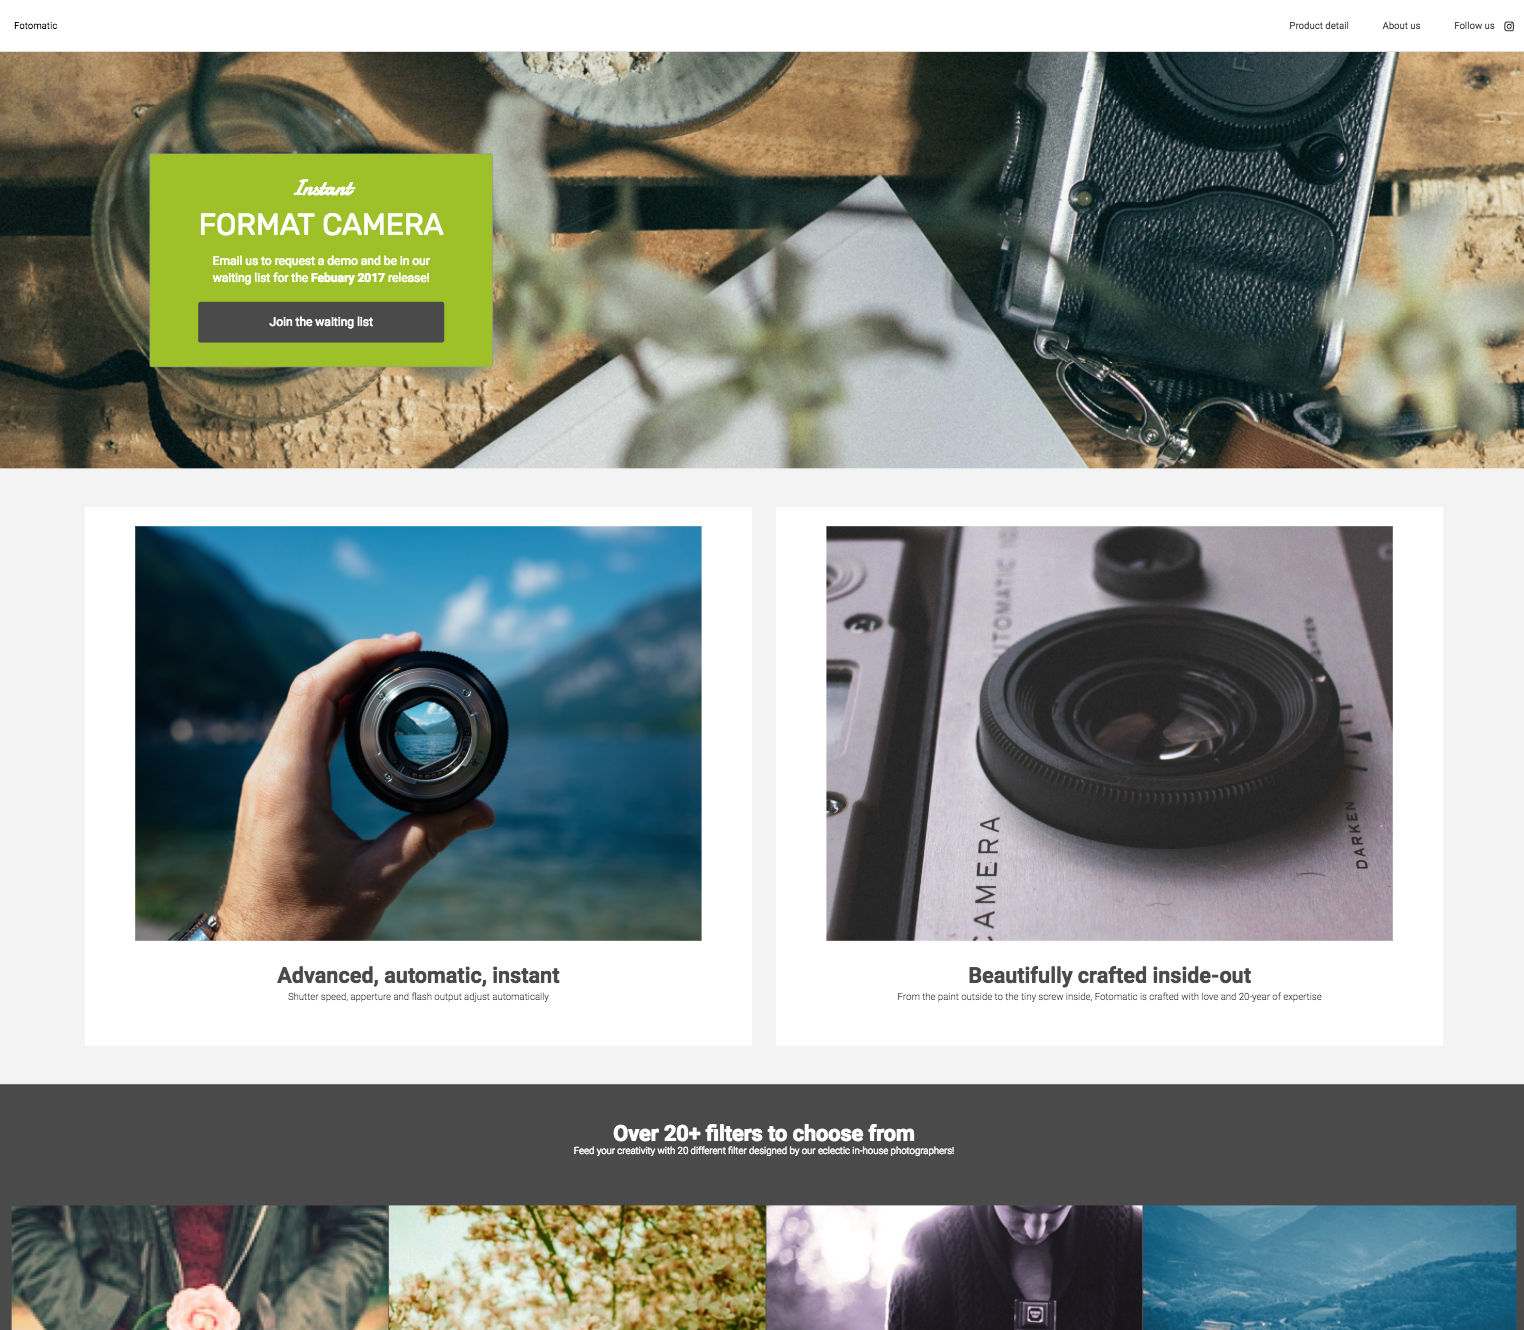 Fotomatic
Product detail
About us
Follow us
Instant
FORMAT CAMERA
Email us to request a demo and be in our
waiting list for the Febuary 2017 release!
Join the waiting list
AUTOMATIC
CAMERA
DARKEN
Advanced, automatic, instant
Shutter speed, apperture and flash output adjust automatically
Beautifully crafted inside-out
From the paint outside to the tiny screw inside, Fotomatic is crafted with love and 20-year of expertise
Over 20+ filters to choose from
Feed your creativity with 20 different filter designed by our eclectic in-house photographers!